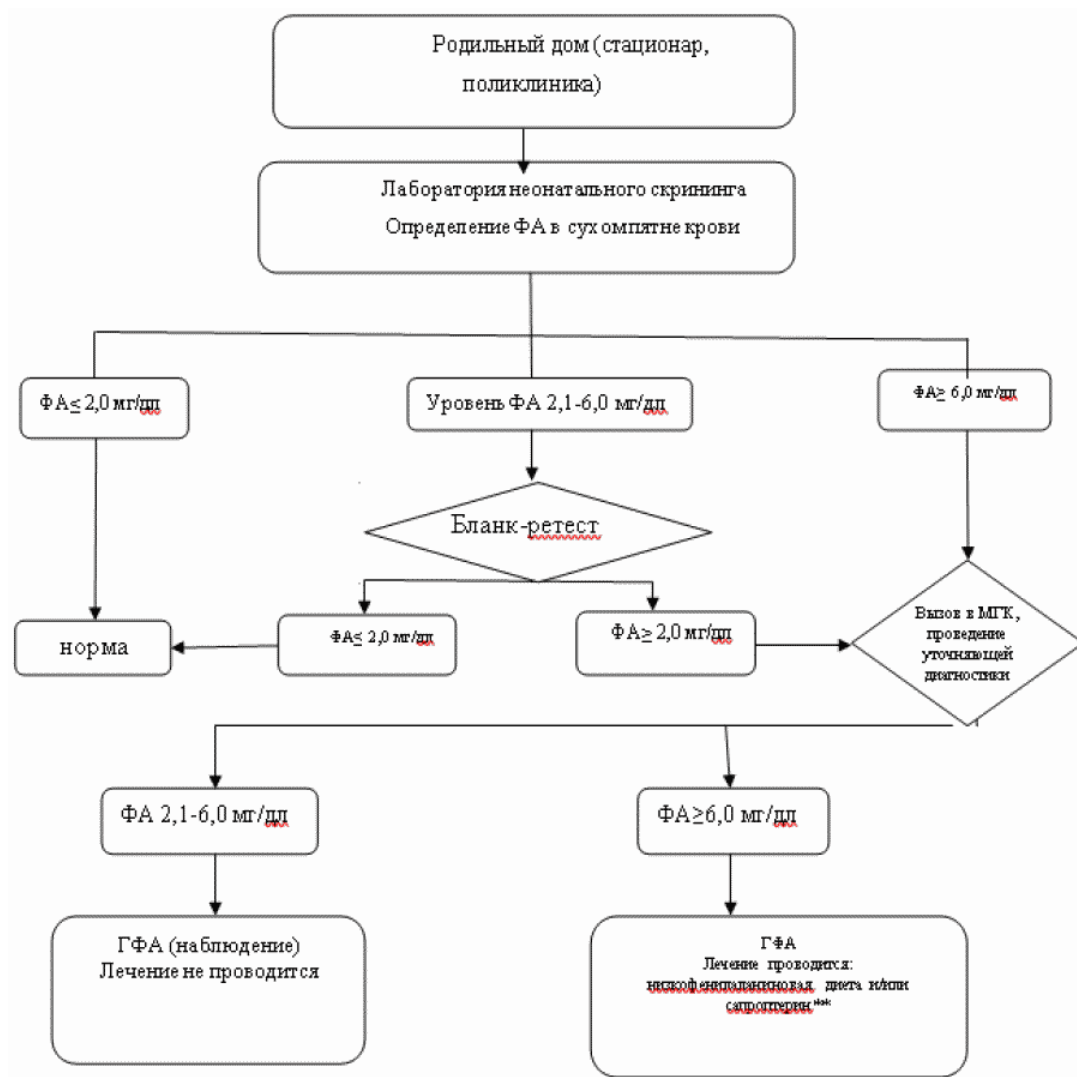 Родильный дом (стационар,
поликлиника)
Лаборатория неонатального скрининга
Определение ФА в сухомпятне крови
ФА≤ 2,0 мг/дл
Уровень ФА 2,1-6,0 мг/дл
ФА≥ 6,0 мг/дл
Бланк-ретест
норма
ФА≤ 2,0 мг/дл
ФА≥ 2,0 мг/дл
Вызов в МГК,
проведение
уточняющей
диагностики
ФА 2,1-6,0 мг/дл
ФА≥6,0 мг/дл
ГФА (наблюдение)
Лечение не проводится
ГФА
Лечение проводится:
низкофенилаланиновая диета и/или
сапроптерин**